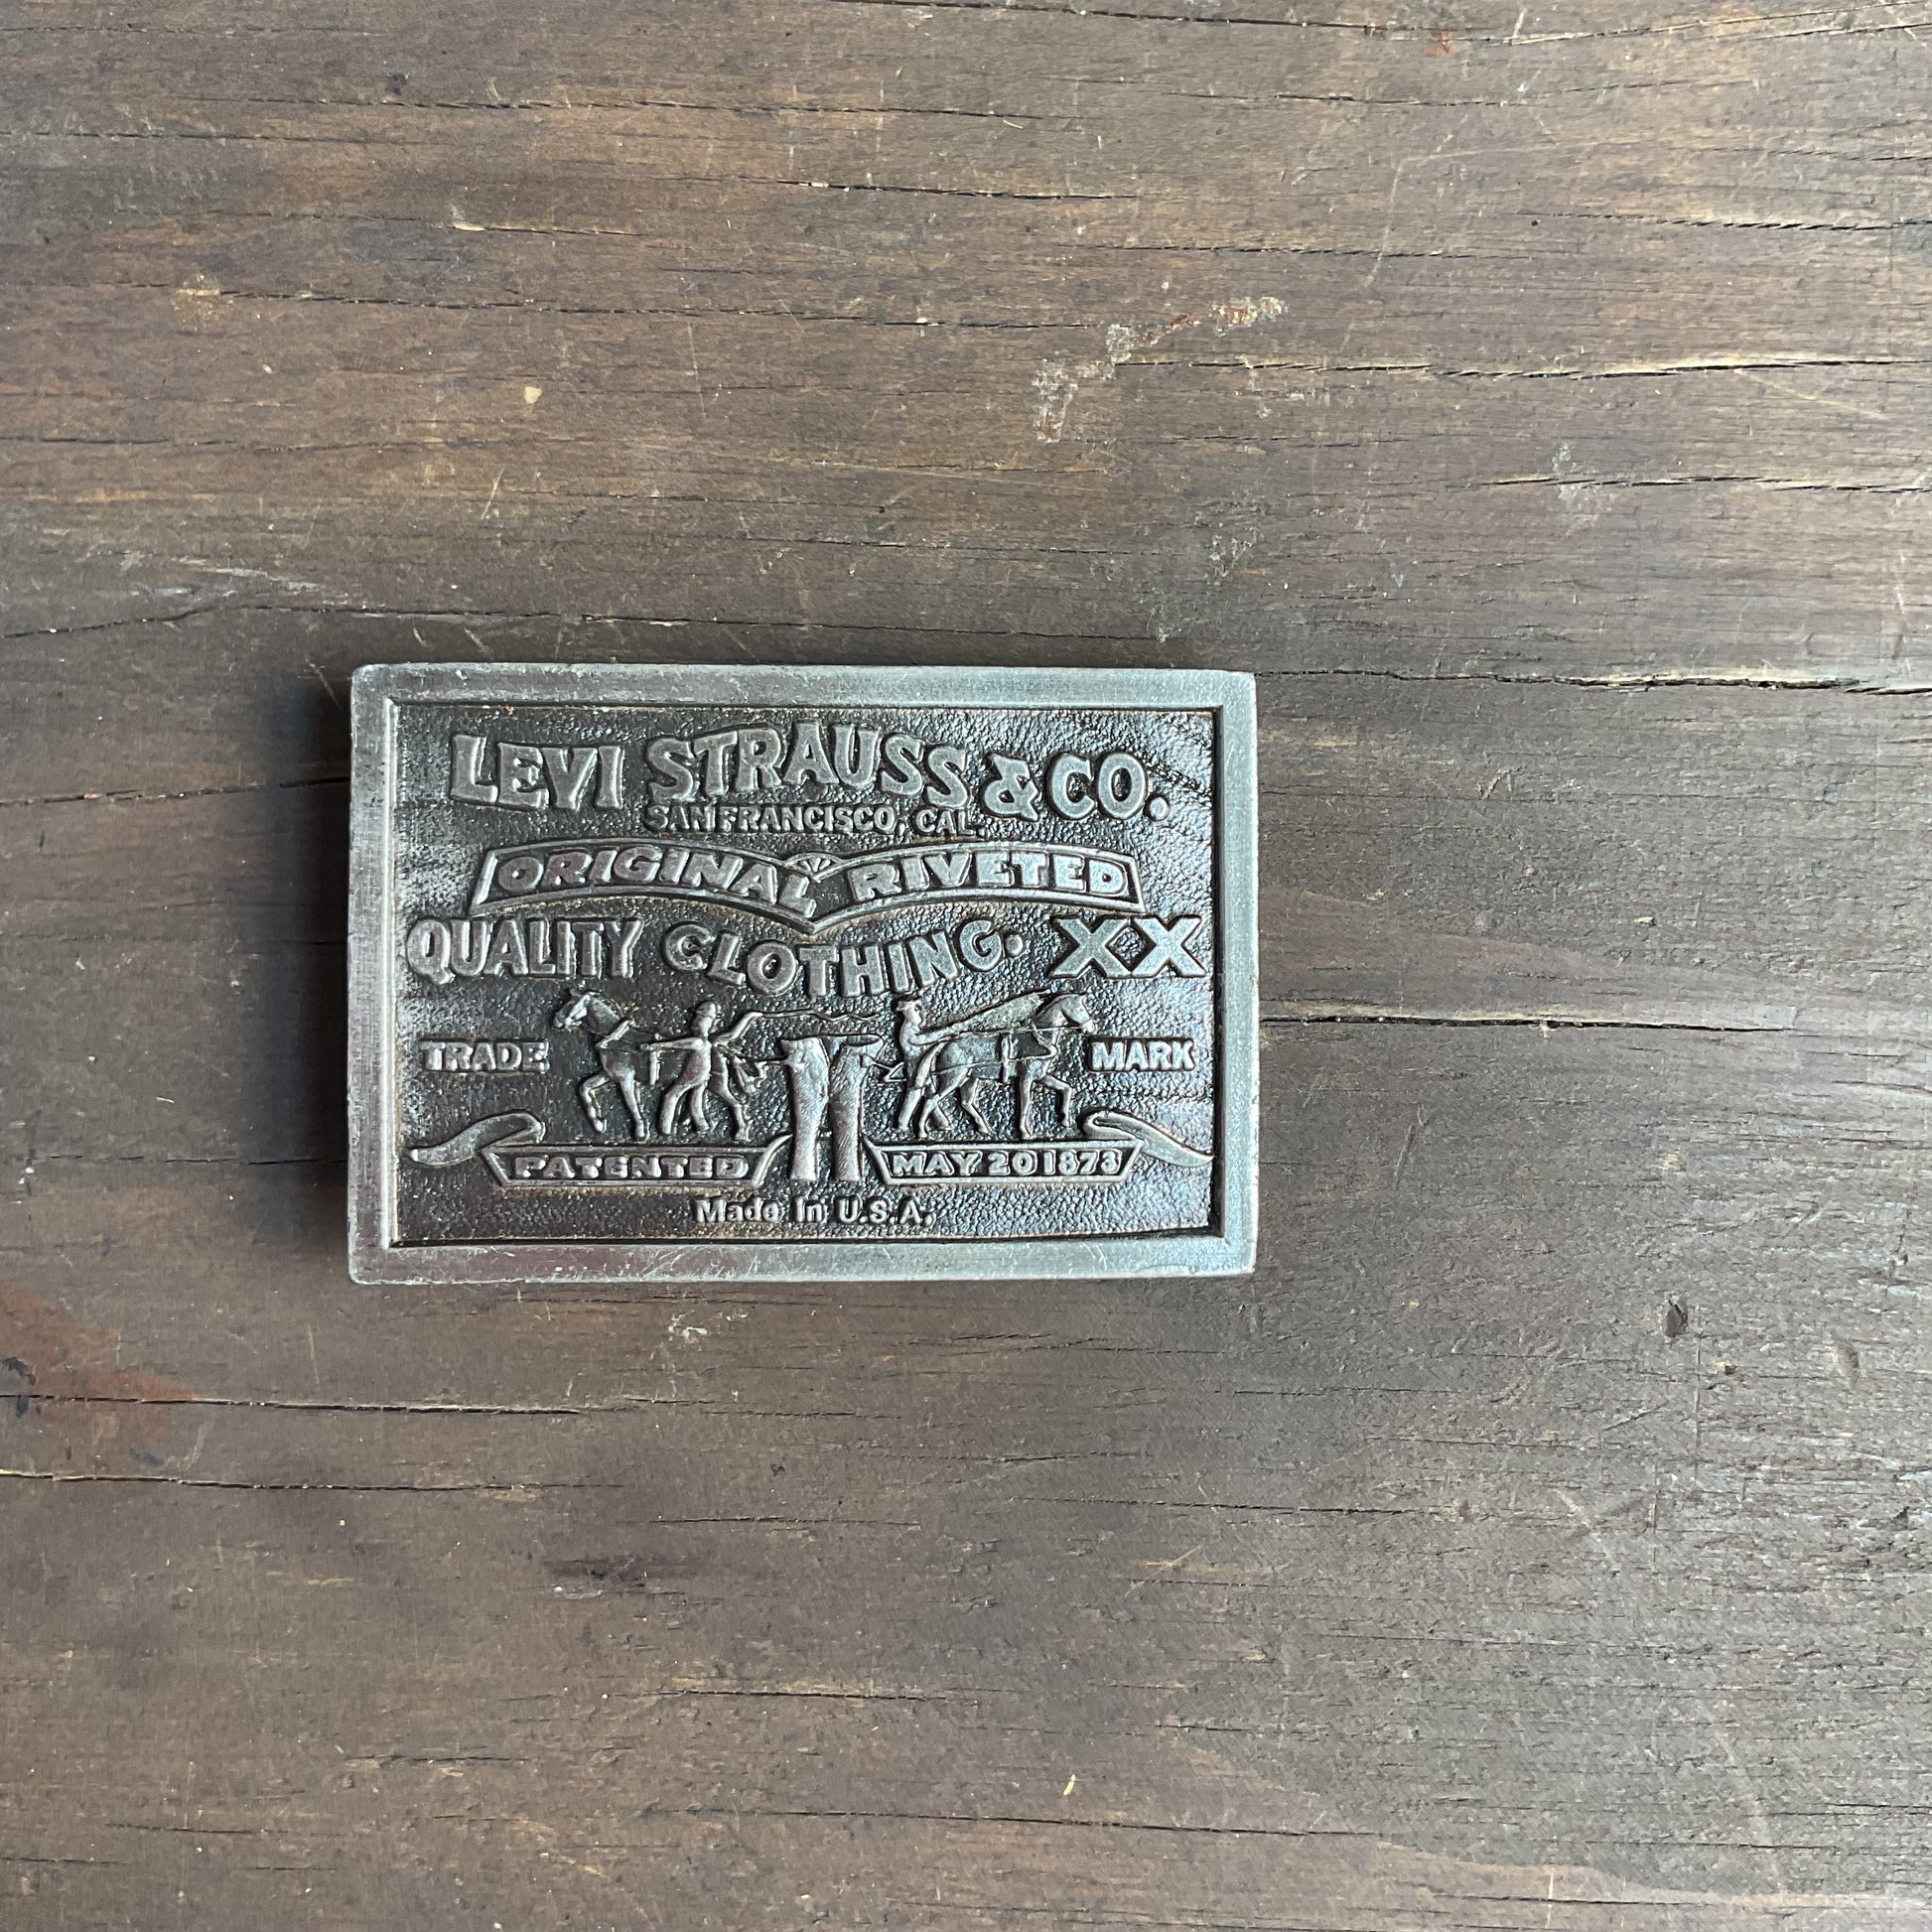 LEVI STRAUSS & CO.
SAN FRANCISCO, CAL.
ORIGINAL RIVETED
QUALITY CLOTHING. XX
TRADE MARK
PATENTED MAY 20 1873
Made In U.S.A.